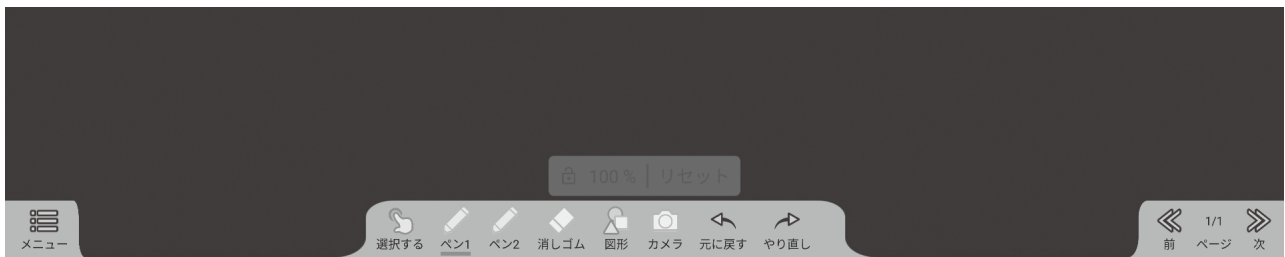 100 % | リセット
メニュー
選択する ペン1 ペン2 消しゴム 図形 カメラ 元に戻す やり直し
1/1
前 ページ 次